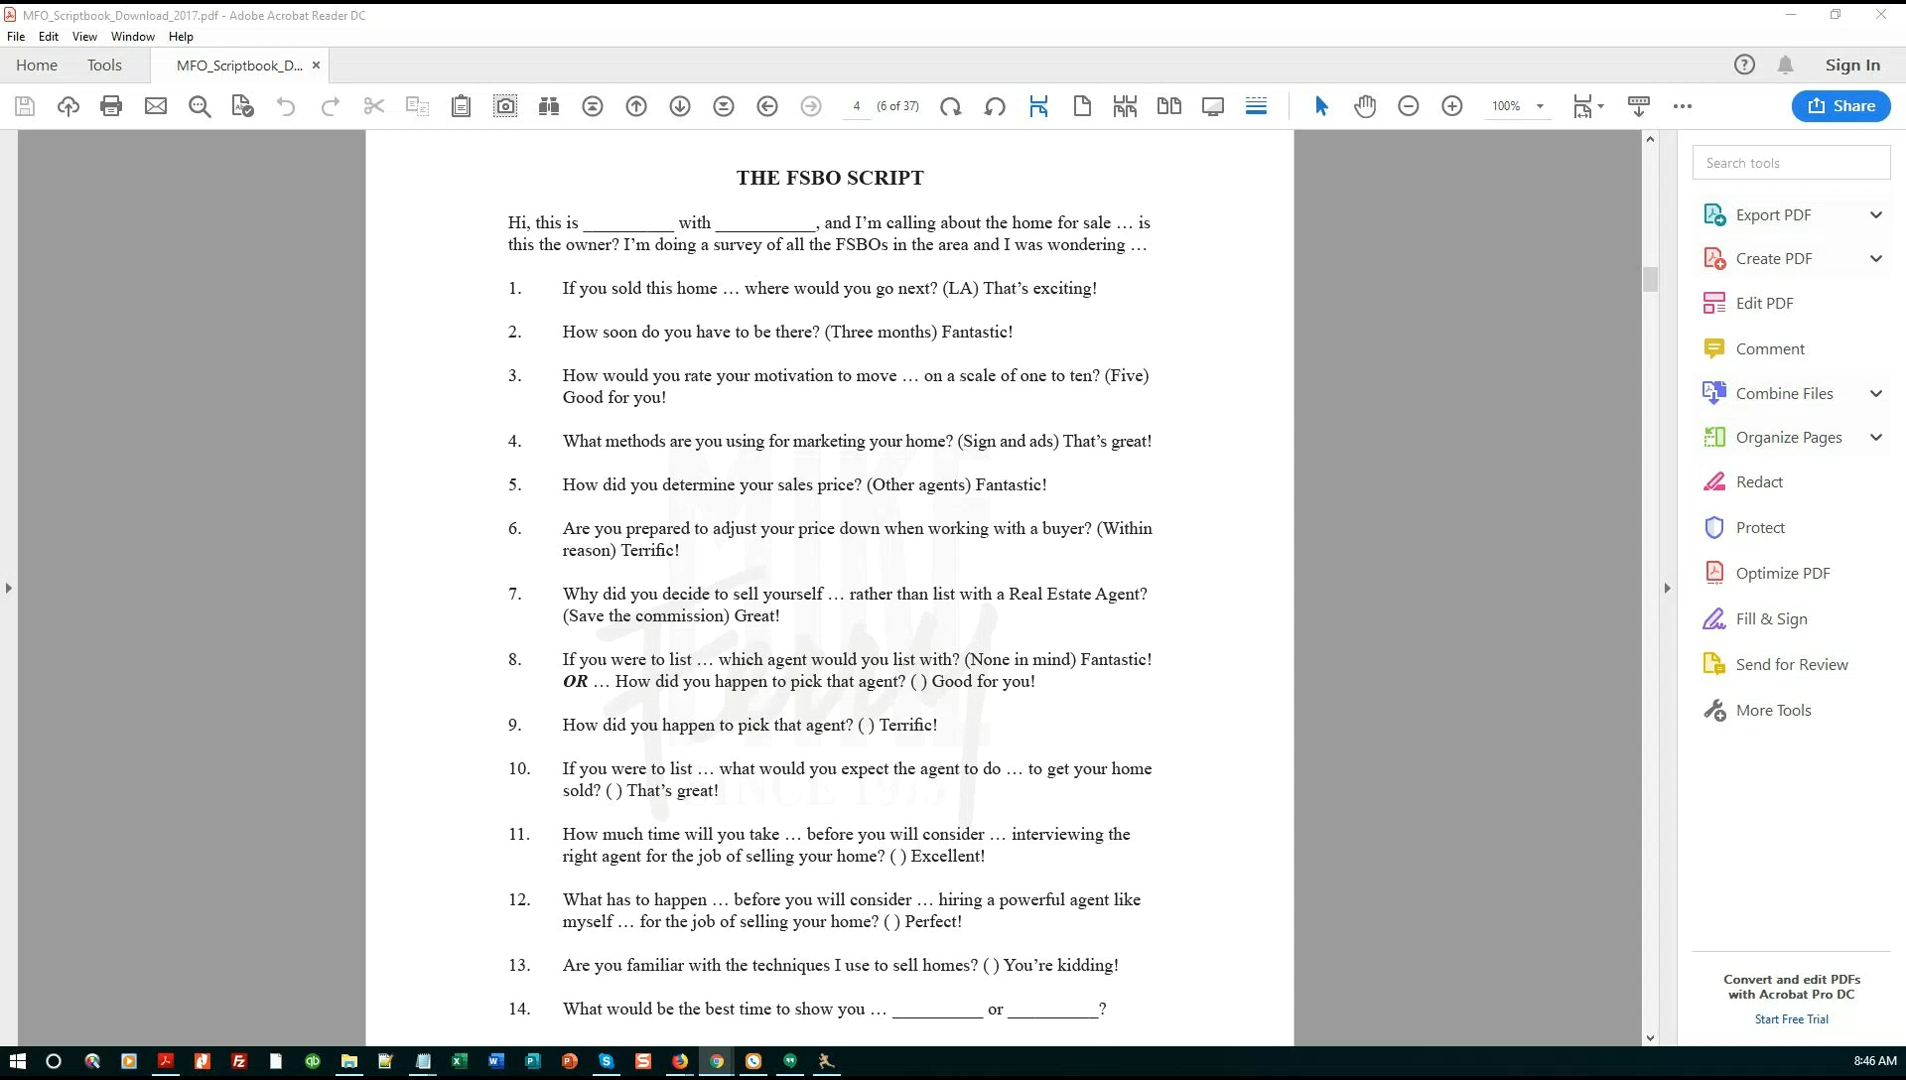 MFO_Scriptbook_Download_2017.pdf - Adobe Acrobat Reader DC
File Edit View Window Help
Home Tools MFO_Scriptbook_D... × Sign In
4 (6 of 37) 100% Share
THE FSBO SCRIPT
Hi, this is __________ with ___________, and I’m calling about the home for sale … is
this the owner? I’m doing a survey of all the FSBOs in the area and I was wondering …
1. If you sold this home … where would you go next? (LA) That’s exciting!
2. How soon do you have to be there? (Three months) Fantastic!
3. How would you rate your motivation to move … on a scale of one to ten? (Five)
Good for you!
4. What methods are you using for marketing your home? (Sign and ads) That’s great!
5. How did you determine your sales price? (Other agents) Fantastic!
6. Are you prepared to adjust your price down when working with a buyer? (Within
reason) Terrific!
7. Why did you decide to sell yourself … rather than list with a Real Estate Agent?
(Save the commission) Great!
8. If you were to list … which agent would you list with? (None in mind) Fantastic!
OR … How did you happen to pick that agent? ( ) Good for you!
9. How did you happen to pick that agent? ( ) Terrific!
10. If you were to list … what would you expect the agent to do … to get your home
sold? ( ) That’s great!
11. How much time will you take … before you will consider … interviewing the
right agent for the job of selling your home? ( ) Excellent!
12. What has to happen … before you will consider … hiring a powerful agent like
myself … for the job of selling your home? ( ) Perfect!
13. Are you familiar with the techniques I use to sell homes? ( ) You’re kidding!
14. What would be the best time to show you … __________ or __________?
MIKE
Ferry
SINCE 1975
Search tools
Export PDF
Create PDF
Edit PDF
Comment
Combine Files
Organize Pages
Redact
Protect
Optimize PDF
Fill & Sign
Send for Review
More Tools
Convert and edit PDFs
with Acrobat Pro DC
Start Free Trial
8:46 AM